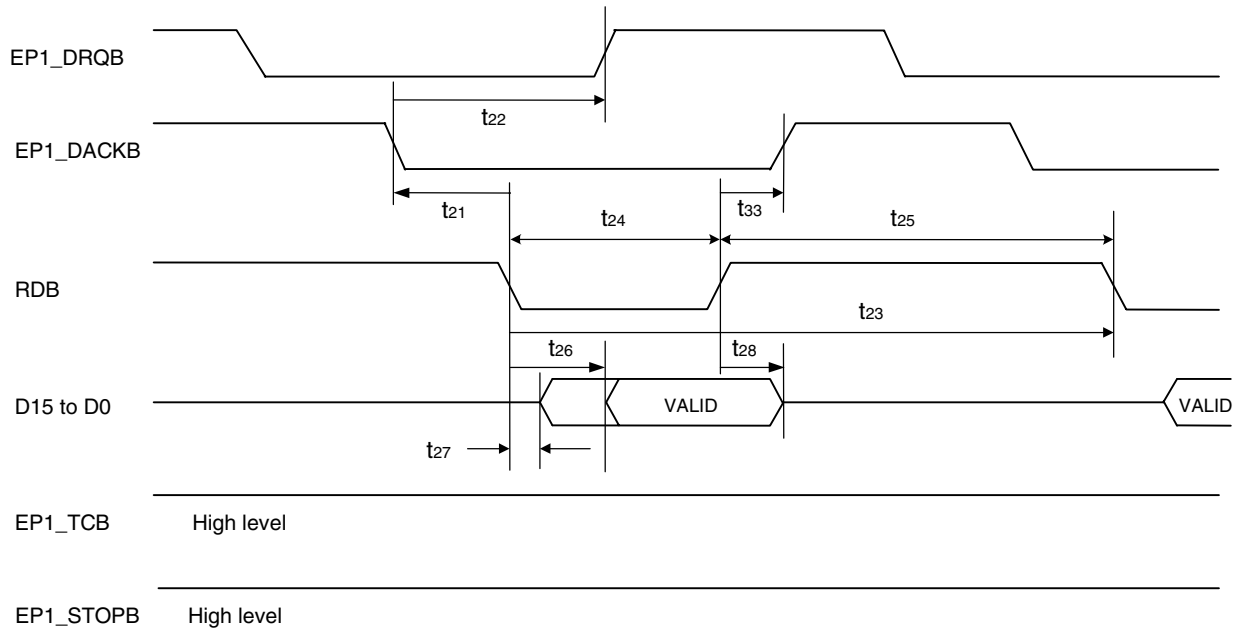 EP1_DRQB
t22
EP1_DACKB
t21
t24
t33
t25
RDB
t23
t26
t28
D15 to D0
VALID
VALID
t27
EP1_TCB
High level
EP1_STOPB
High level